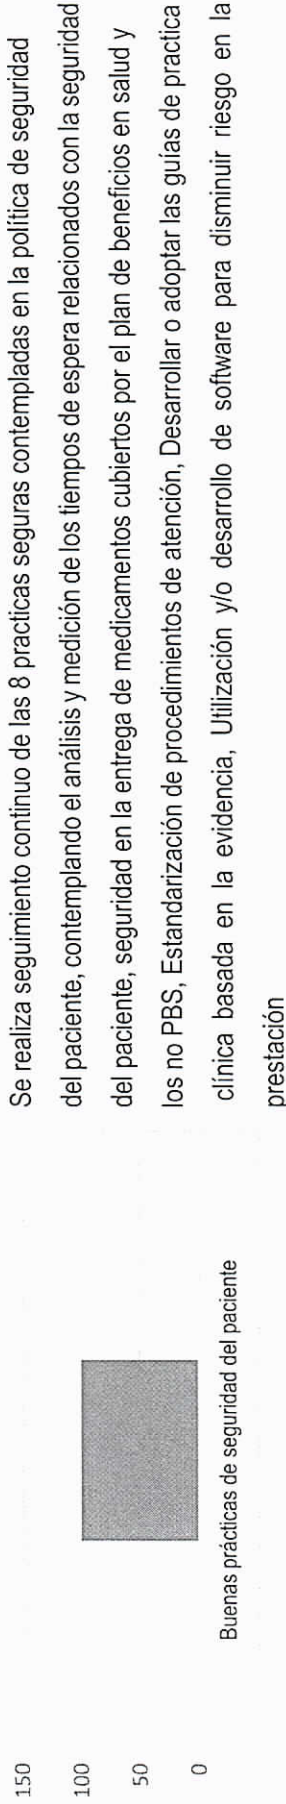 150
100
50
0
Buenas prácticas de seguridad del paciente
Se realiza seguimiento continuo de las 8 practicas seguras contempladas en la política de seguridad
del paciente, contemplando el análisis y medición de los tiempos de espera relacionados con la seguridad
del paciente, seguridad en la entrega de medicamentos cubiertos por el plan de beneficios en salud y
los no PBS, Estandarización de procedimientos de atención, Desarrollar o adoptar las guías de practica
clínica basada en la evidencia, Utilización y/o desarrollo de software para disminuir riesgo en la
prestación